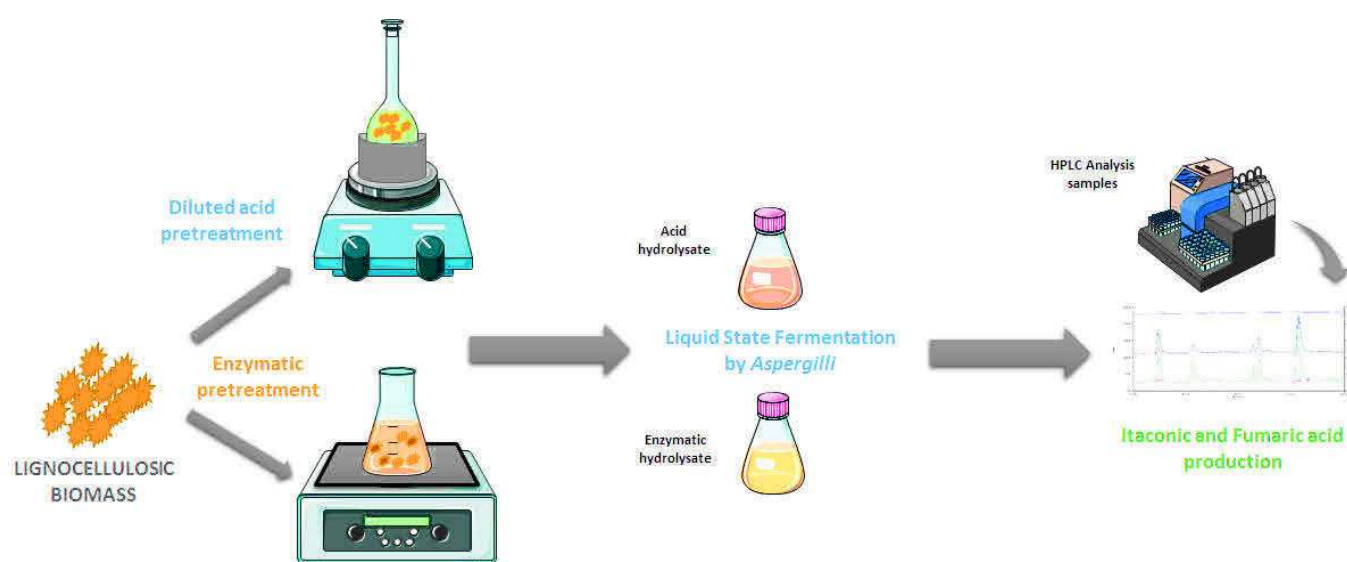 Diluted acid
pretreatment
Enzymatic
pretreatment
LIGNOCELLULOSIC
BIOMASS
Acid
hydrolysate
Liquid State Fermentation
by Aspergilli
Enzymatic
hydrolysate
HPLC Analysis
samples
Itaconic and Fumaric acid
production